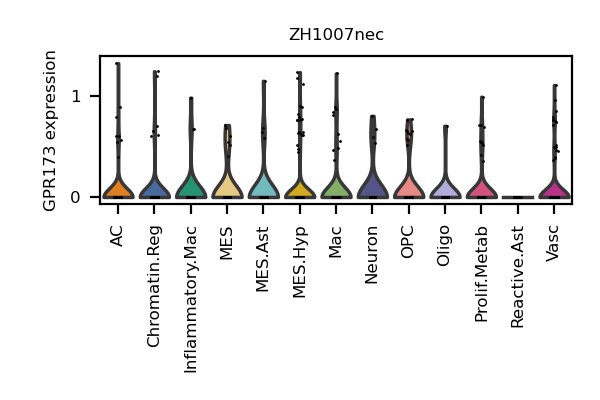 ZH1007nec
GPR173 expression
1
0
AC
Chromatin.Reg
Inflammatory.Mac
MES
MES.Ast
MES.Hyp
Mac
Neuron
OPC
Oligo
Prolif.Metab
Reactive.Ast
Vasc